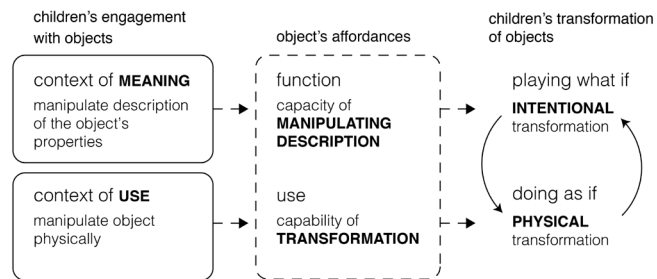 children's engagement
with objects
context of MEANING
manipulate description
of the object's
properties
context of USE
manipulate object
physically
object's affordances
function
capacity of
MANIPULATING
DESCRIPTION
use
capability of
TRANSFORMATION
children's transformation
of objects
playing what if
INTENTIONAL
transformation
doing as if
PHYSICAL
transformation